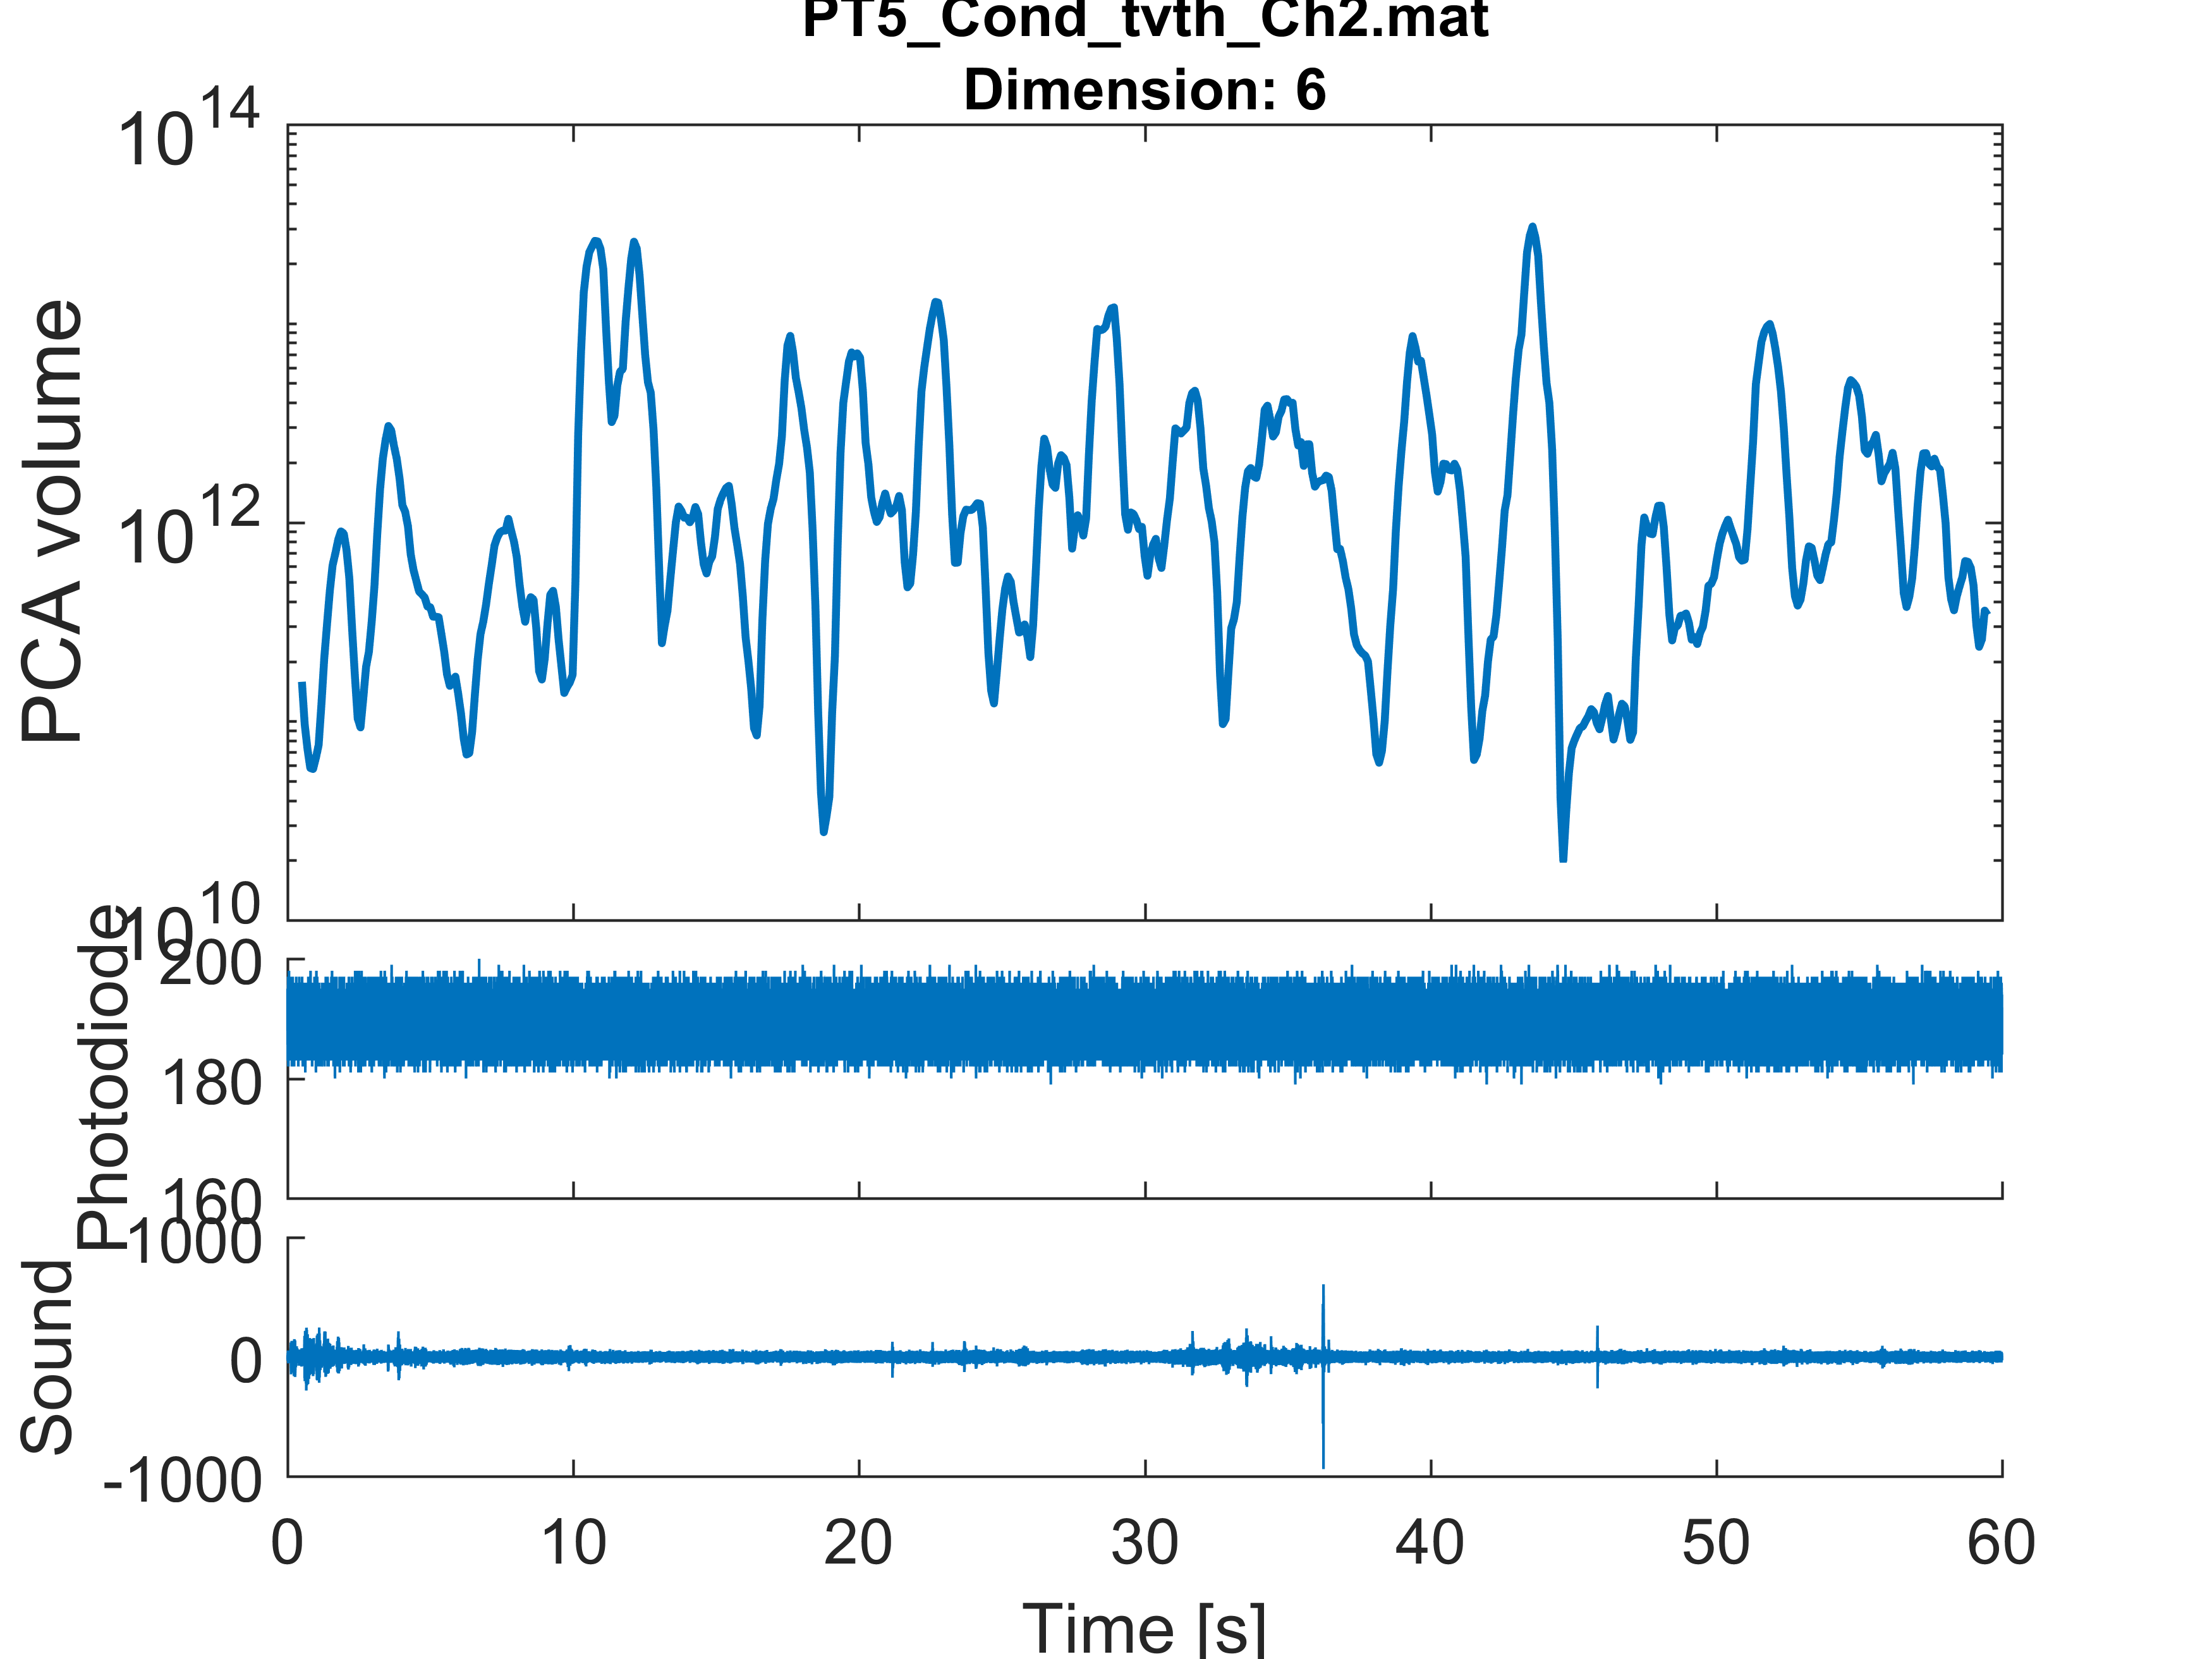 PT5_Cond_tvth_Ch2.mat
Dimension: 6
10^14
10^12
10^10
PCA volume
200
180
160
Photodiode
1000
0
-1000
Sound
0 10 20 30 40 50 60
Time [s]